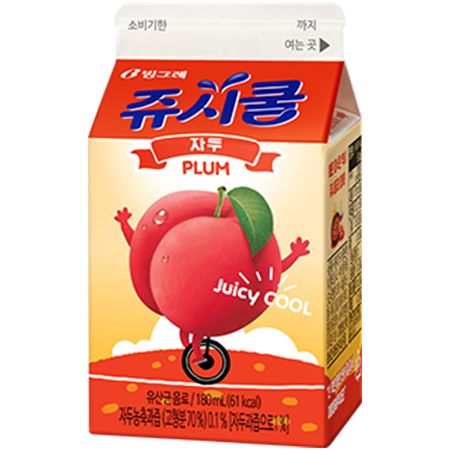 소비기한
까지
여는 곳 ▶
빙그레
쥬시쿨
자두
PLUM
Juicy COOL
유산균 음료 / 180 mL (61 kcal)
자두농축과즙 (고형분 70%) 0.1% [자두과즙으로1%]